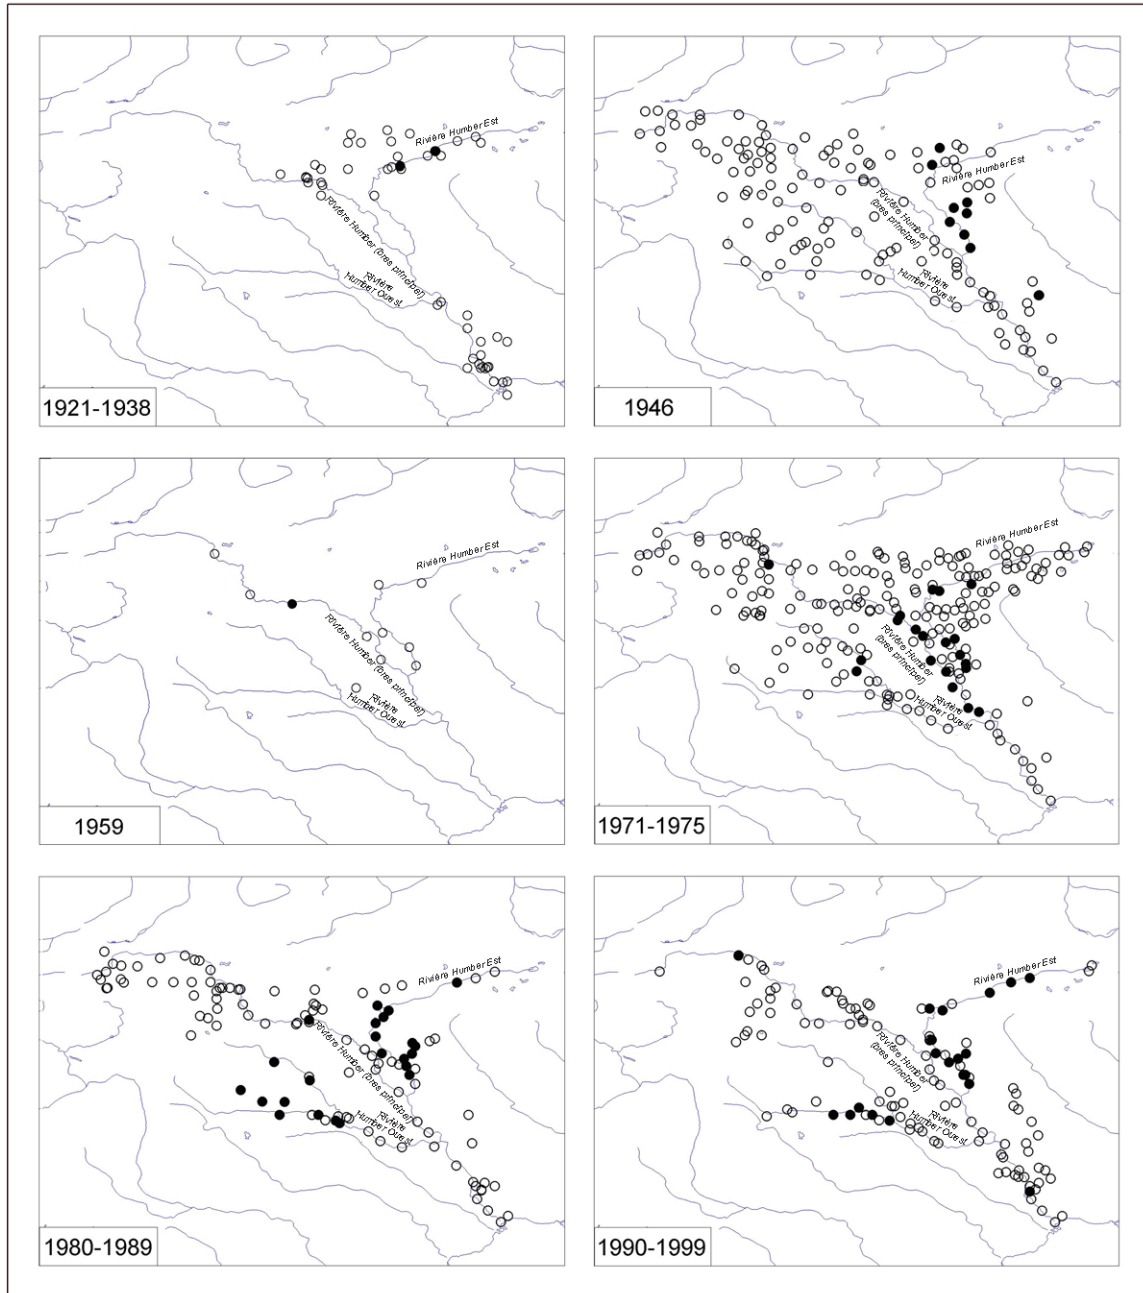 Rivière Humber Est
Rivière Humber (bras principal)
Rivière
Humber Ouest
1921-1938
Rivière Humber Est
Rivière Humber
(bras principal)
Rivière
Humber Ouest
1946
Rivière Humber Est
Rivière Humber (bras principal)
Rivière
Humber Ouest
1959
Rivière Humber Est
Rivière Humber
(bras principal)
Rivière
Humber Ouest
1971-1975
Rivière Humber Est
Rivière Humber (bras principal)
Rivière
Humber Ouest
1980-1989
Rivière Humber Est
Rivière Humber
(bras principal)
Rivière
Humber Ouest
1990-1999